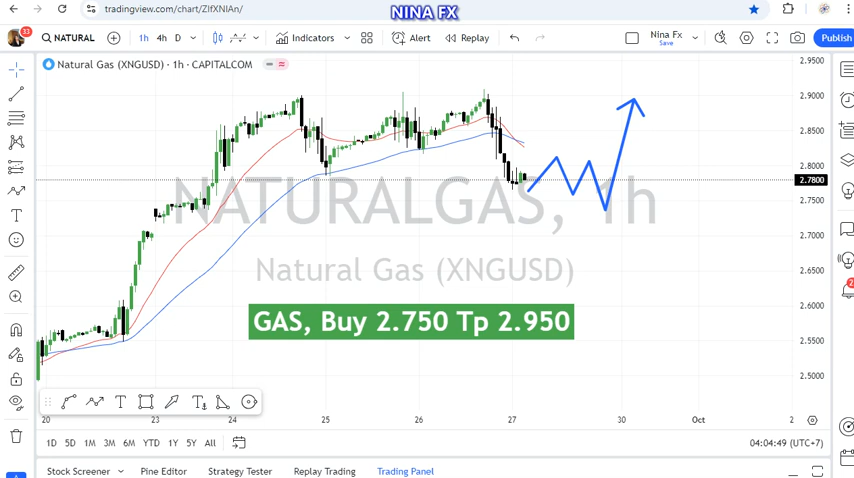 NINA FX
tradingview.com/chart/ZlfXNIAn/
33
NATURAL
1h 4h D
Indicators
Alert
Replay
Nina Fx
Save
Publish
Natural Gas (XNGUSD) · 1h · CAPITALCOM
2.9500
2.9000
2.8500
2.8000
2.7800
2.7500
2.7000
2.6500
2.6000
2.5500
2.5000
NATURALGAS, 1h
Natural Gas (XNGUSD)
GAS, Buy 2.750 Tp 2.950
20 23 24 25 26 27 30 Oct 2
1D 5D 1M 3M 6M YTD 1Y 5Y All
04:04:49 (UTC+7)
Stock Screener Pine Editor Strategy Tester Replay Trading Trading Panel